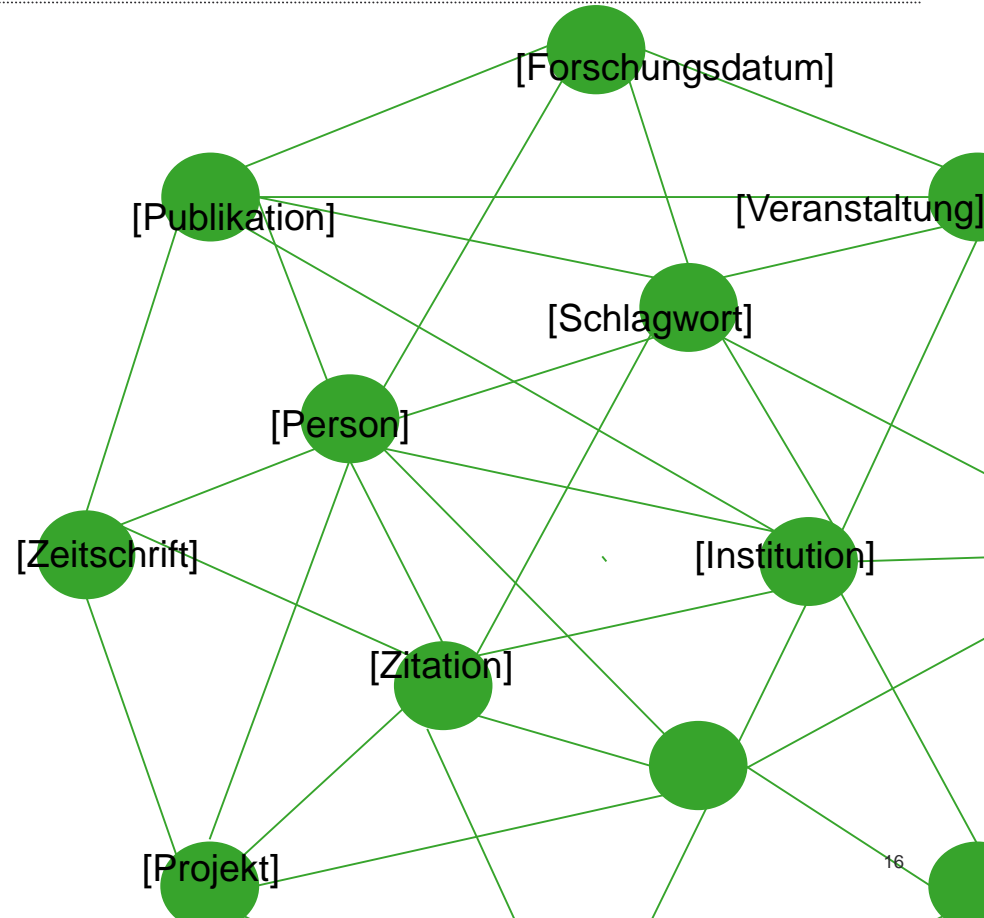 [Forschungsdatum]
[Publikation]
[Veranstaltung]
[Schlagwort]
[Person]
[Zeitschrift]
[Institution]
[Zitation]
[Projekt]
16